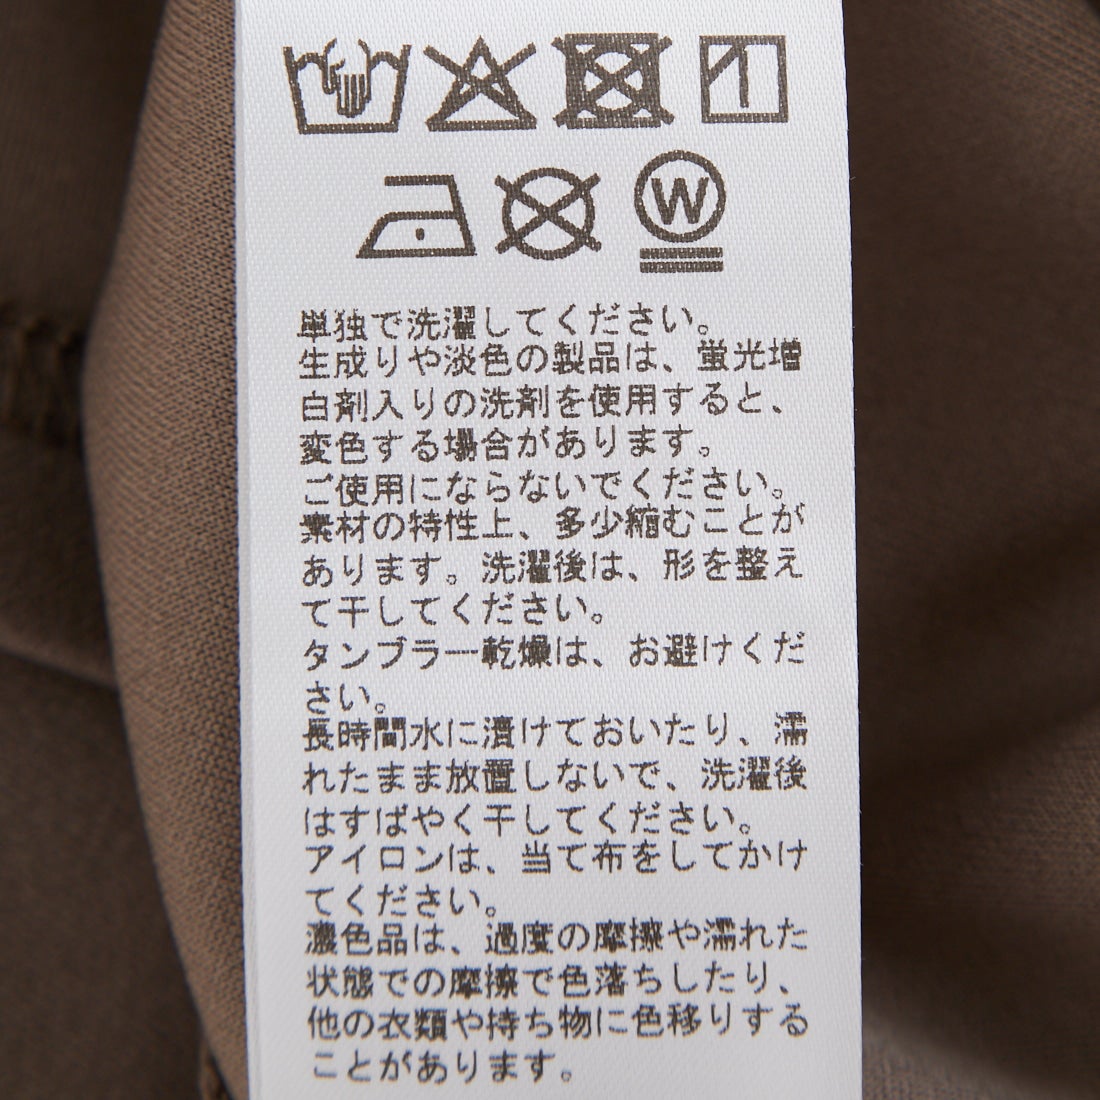 W
単独で洗濯してください。
生成りや淡色の製品は、蛍光増
白剤入りの洗剤を使用すると、
変色する場合があります。
ご使用にならないでください。
素材の特性上、多少縮むことが
あります。洗濯後は、形を整え
て干してください。
タンブラー乾燥は、お避けくだ
さい。
長時間水に漬けておいたり、濡
れたまま放置しないで、洗濯後
はすばやく干してください。
アイロンは、当て布をしてかけ
てください。
濃色品は、過度の摩擦や濡れた
状態での摩擦で色落ちしたり、
他の衣類や持ち物に色移りする
ことがあります。